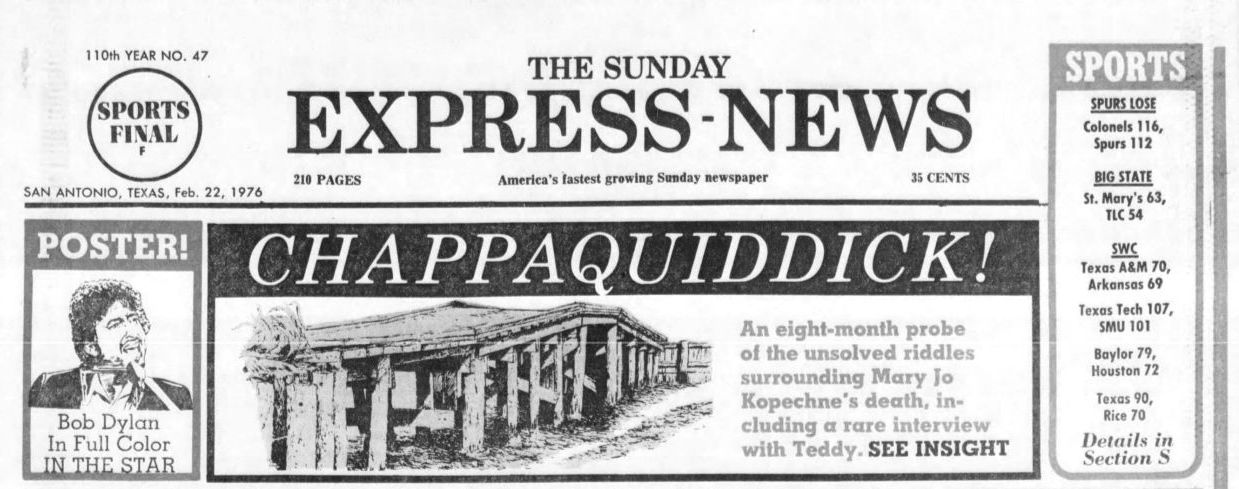 110th YEAR NO. 47
SPORTS
FINAL
F
SAN ANTONIO, TEXAS, Feb. 22, 1976
THE SUNDAY
EXPRESS-NEWS
210 PAGES
America's fastest growing Sunday newspaper
35 CENTS
POSTER!
Bob Dylan
In Full Color
IN THE STAR
CHAPPAQUIDDICK!
An eight-month probe
of the unsolved riddles
surrounding Mary Jo
Kopechne's death, in-
cluding a rare interview
with Teddy. SEE INSIGHT
SPORTS
SPURS LOSE
Colonels 116,
Spurs 112
BIG STATE
St. Mary's 63,
TLC 54
SWC
Texas A&M 70,
Arkansas 69
Texas Tech 107,
SMU 101
Baylor 79,
Houston 72
Texas 90,
Rice 70
Details in
Section S